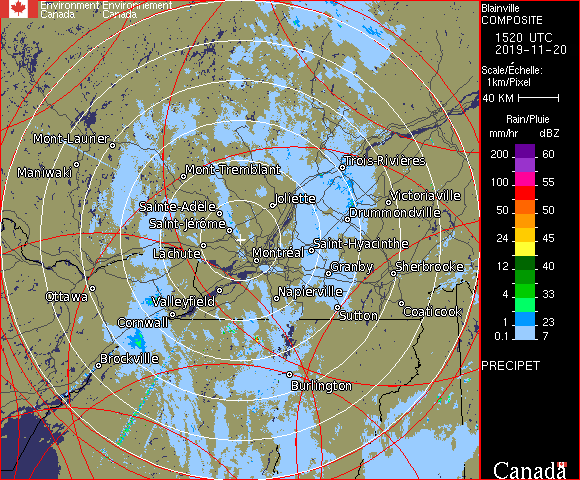 Environment Environnement
Canada Canada
Mont-Laurier
Maniwaki
Mont-Tremblant
Trois-Rivières
Sainte-Adèle
Joliette
Victoriaville
Saint-Jérôme
Drummondville
Lachute
Montréal
Saint-Hyacinthe
Granby
Sherbrooke
Ottawa
Valleyfield
Napierville
Cornwall
Sutton
Coaticook
Brockville
Burlington
Blainville
COMPOSITE
1520 UTC
2019-11-20
Scale/Échelle:
1km/Pixel
40 KM
Rain/Pluie
mm/hr dBZ
200 60
100 55
50 50
24 45
12 40
4 33
1 23
0.1 7
PRECIPET
Canada